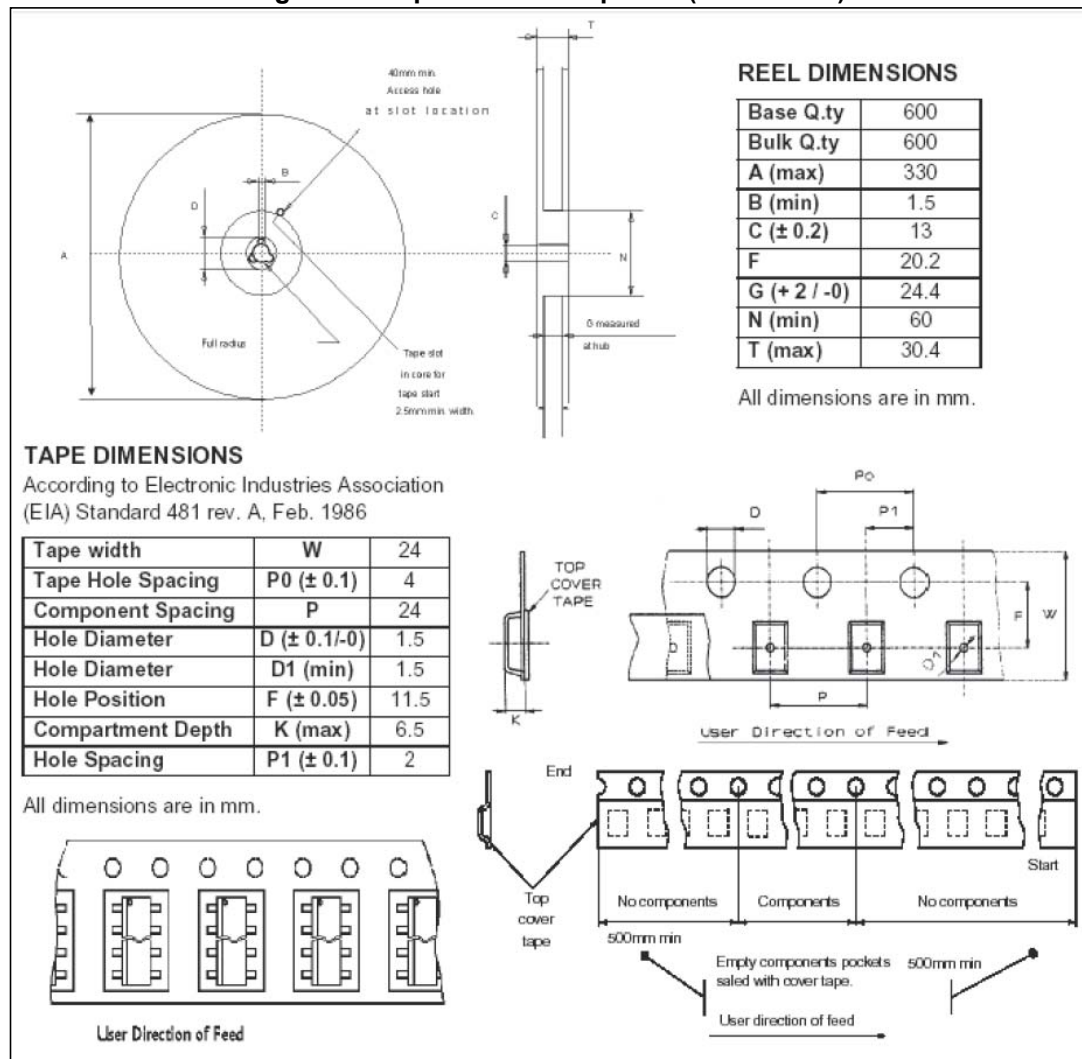 T
40mm min.
Access hole
at slot location
B
D
C
A
N
Full radius
G measured
at hub
Tape slot
in core for
tape start
2.5mm min. width.
REEL DIMENSIONS
Base Q.ty 600
Bulk Q.ty 600
A (max) 330
B (min) 1.5
C (± 0.2) 13
F 20.2
G (+ 2 / -0) 24.4
N (min) 60
T (max) 30.4
All dimensions are in mm.
TAPE DIMENSIONS
According to Electronic Industries Association
(EIA) Standard 481 rev. A, Feb. 1986
Tape width W 24
Tape Hole Spacing P0 (± 0.1) 4
Component Spacing P 24
Hole Diameter D (± 0.1/-0) 1.5
Hole Diameter D1 (min) 1.5
Hole Position F (± 0.05) 11.5
Compartment Depth K (max) 6.5
Hole Spacing P1 (± 0.1) 2
All dimensions are in mm.
P0
D
P1
TOP
COVER
TAPE
F
W
D1
K
P
User Direction of Feed
End
Start
Top
cover
tape
No components
Components
No components
500mm min
Empty components pockets
saled with cover tape.
500mm min
User direction of feed
User Direction of Feed